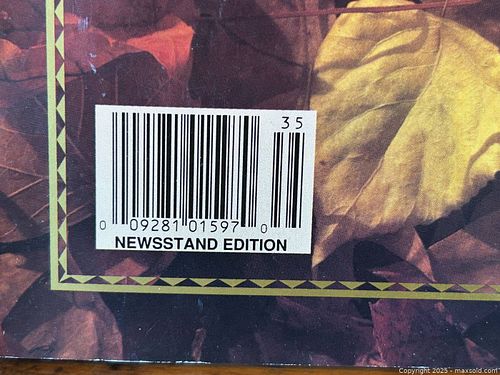 35
0 09281 01597 0
NEWSSTAND EDITION
Copyright 2025 - maxsold.com